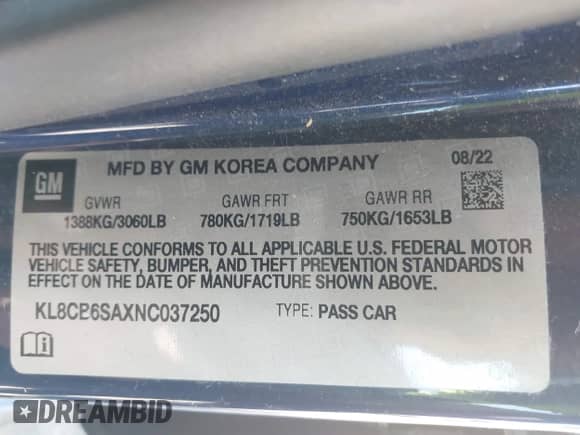 GM
MFD BY GM KOREA COMPANY
08/22
GVWR GAWR FRT GAWR RR
1388KG/3060LB 780KG/1719LB 750KG/1653LB
THIS VEHICLE CONFORMS TO ALL APPLICABLE U.S. FEDERAL MOTOR
VEHICLE SAFETY, BUMPER, AND THEFT PREVENTION STANDARDS IN
EFFECT ON THE DATE OF MANUFACTURE SHOWN ABOVE.
KL8CB6SAXNC037250 TYPE: PASS CAR
DREAMBID